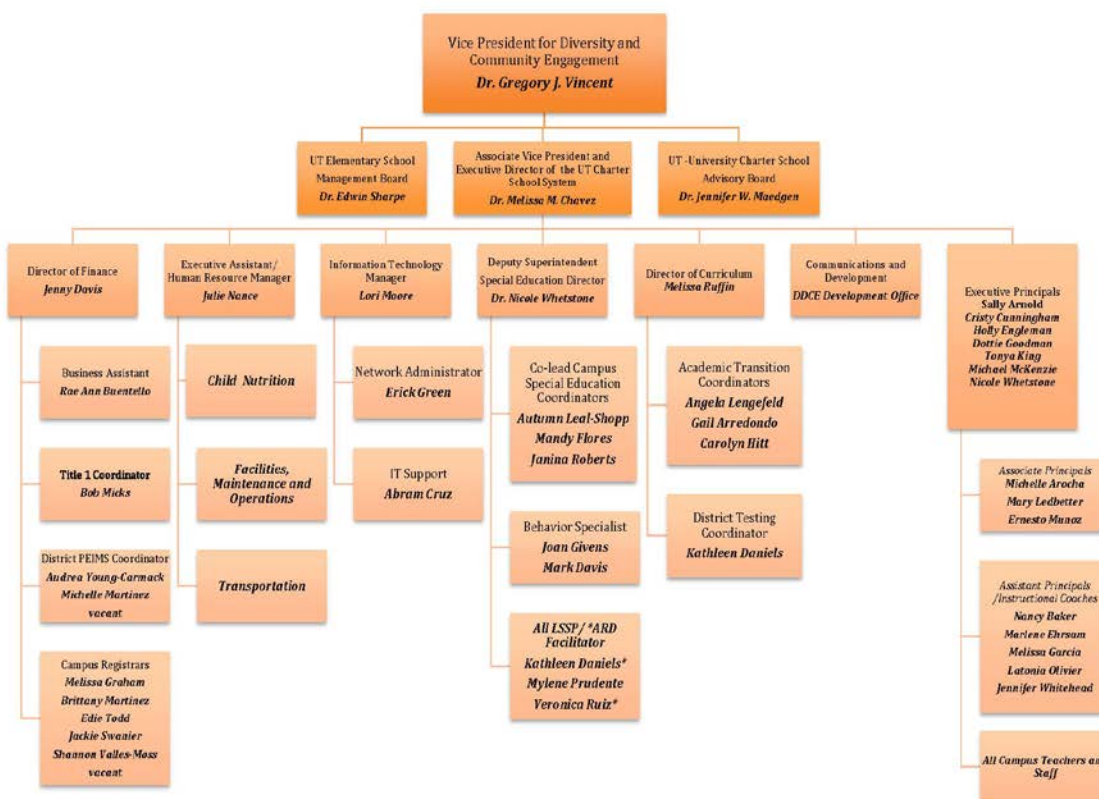 Vice President for Diversity and
Community Engagement
Dr. Gregory J. Vincent
UT Elementary School
Management Board
Dr. Edwin Sharpe
Associate Vice President and
Executive Director of the UT Charter
School System
Dr. Melissa M. Chavez
UT -University Charter School
Advisory Board
Dr. Jennifer W. Maedgen
Director of Finance
Jenny Davis
Executive Assistant/
Human Resource Manager
Julie Nance
Information Technology
Manager
Lori Moore
Deputy Superintendent
Special Education Director
Dr. Nicole Whetstone
Director of Curriculum
Melissa Ruffin
Communications and
Development
DDCE Development Office
Executive Principals
Sally Arnold
Cristy Cunningham
Holly Engleman
Dottie Goodman
Tonya King
Michael McKenzie
Nicole Whetstone
Business Assistant
Rae Ann Buentello
Title 1 Coordinator
Bob Micks
District PEIMS Coordinator
Audrea Young-Carmack
Michelle Martinez
vacant
Campus Registrars
Melissa Graham
Brittany Martinez
Edie Todd
Jackie Swanier
Shannon Valles-Moss
vacant
Child Nutrition
Facilities,
Maintenance and
Operations
Transportation
Network Administrator
Erick Green
IT Support
Abram Cruz
Co-lead Campus
Special Education
Coordinators
Autumn Leal-Shopp
Mandy Flores
Janina Roberts
Behavior Specialist
Joan Givens
Mark Davis
All LSSP/ *ARD
Facilitator
Kathleen Daniels*
Mylene Prudente
Veronica Ruiz*
Academic Transition
Coordinators
Angela Lengefeld
Gail Arredondo
Carolyn Hitt
District Testing
Coordinator
Kathleen Daniels
Associate Principals
Michelle Arocha
Mary Ledbetter
Ernesto Munoz
Assistant Principals
/Instructional Coaches
Nancy Baker
Marlene Ehrsam
Melissa Garcia
Latonia Olivier
Jennifer Whitehead
All Campus Teachers an
Staff